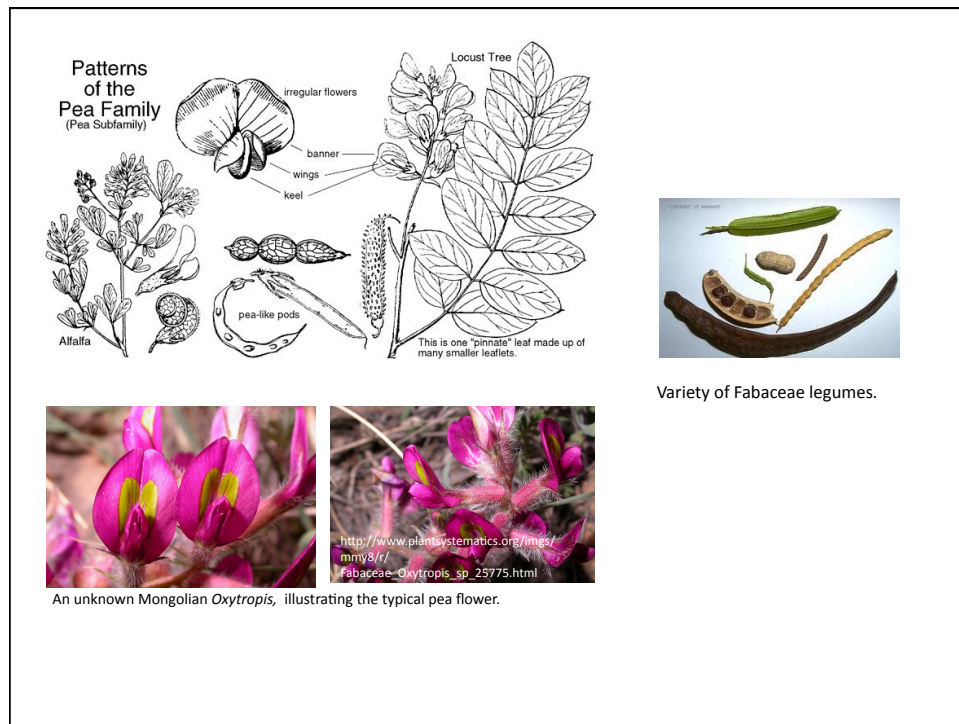 Patterns
of the
Pea Family
(Pea Subfamily)
irregular flowers
banner
wings
keel
Locust Tree
pea-like pods
Alfalfa
This is one "pinnate" leaf made up of
many smaller leaflets.
Variety of Fabaceae legumes.
http://www.plantsystematics.org/imgs/
mmy8/r/
Fabaceae_Oxytropis_sp_25775.html
An unknown Mongolian Oxytropis, illustrating the typical pea flower.